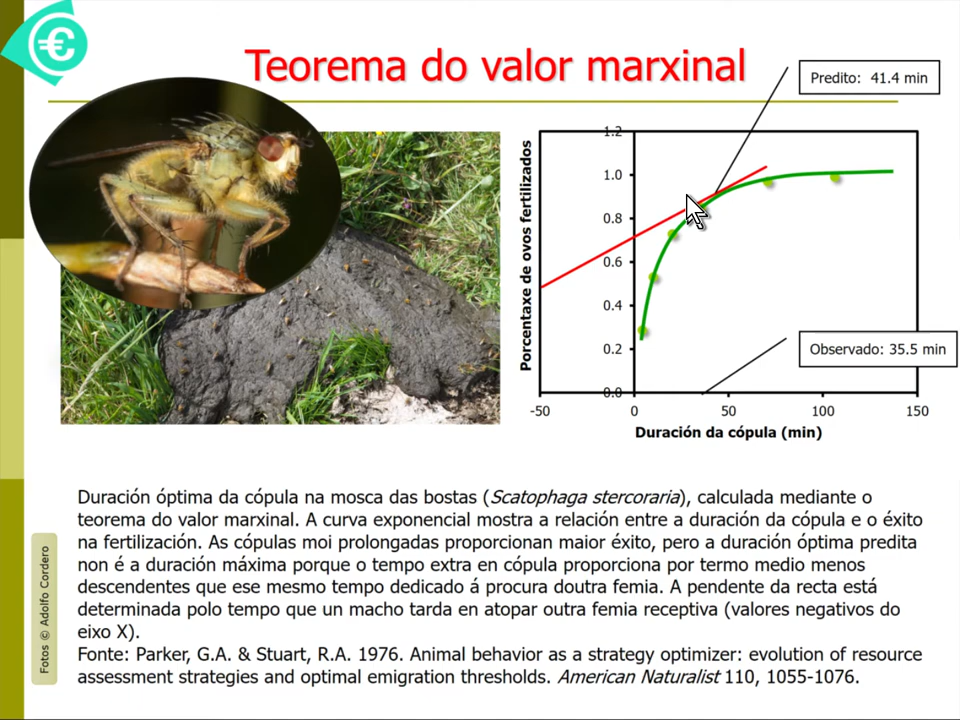 €
Teorema do valor marxinal
Predito: 41.4 min
Porcentaxe de ovos fertilizados
1.2
1.0
0.8
0.6
0.4
0.2
0.0
-50 0 50 100 150
Duración da cópula (min)
Observado: 35.5 min
Duración óptima da cópula na mosca das bostas (Scatophaga stercoraria), calculada mediante o
teorema do valor marxinal. A curva exponencial mostra a relación entre a duración da cópula e o éxito
na fertilización. As cópulas moi prolongadas proporcionan maior éxito, pero a duración óptima predita
non é a duración máxima porque o tempo extra en cópula proporciona por termo medio menos
descendentes que ese mesmo tempo dedicado á procura doutra femia. A pendente da recta está
determinada polo tempo que un macho tarda en atopar outra femia receptiva (valores negativos do
eixo X).
Fonte: Parker, G.A. & Stuart, R.A. 1976. Animal behavior as a strategy optimizer: evolution of resource
assessment strategies and optimal emigration thresholds. American Naturalist 110, 1055-1076.
Fotos © Adolfo Cordero